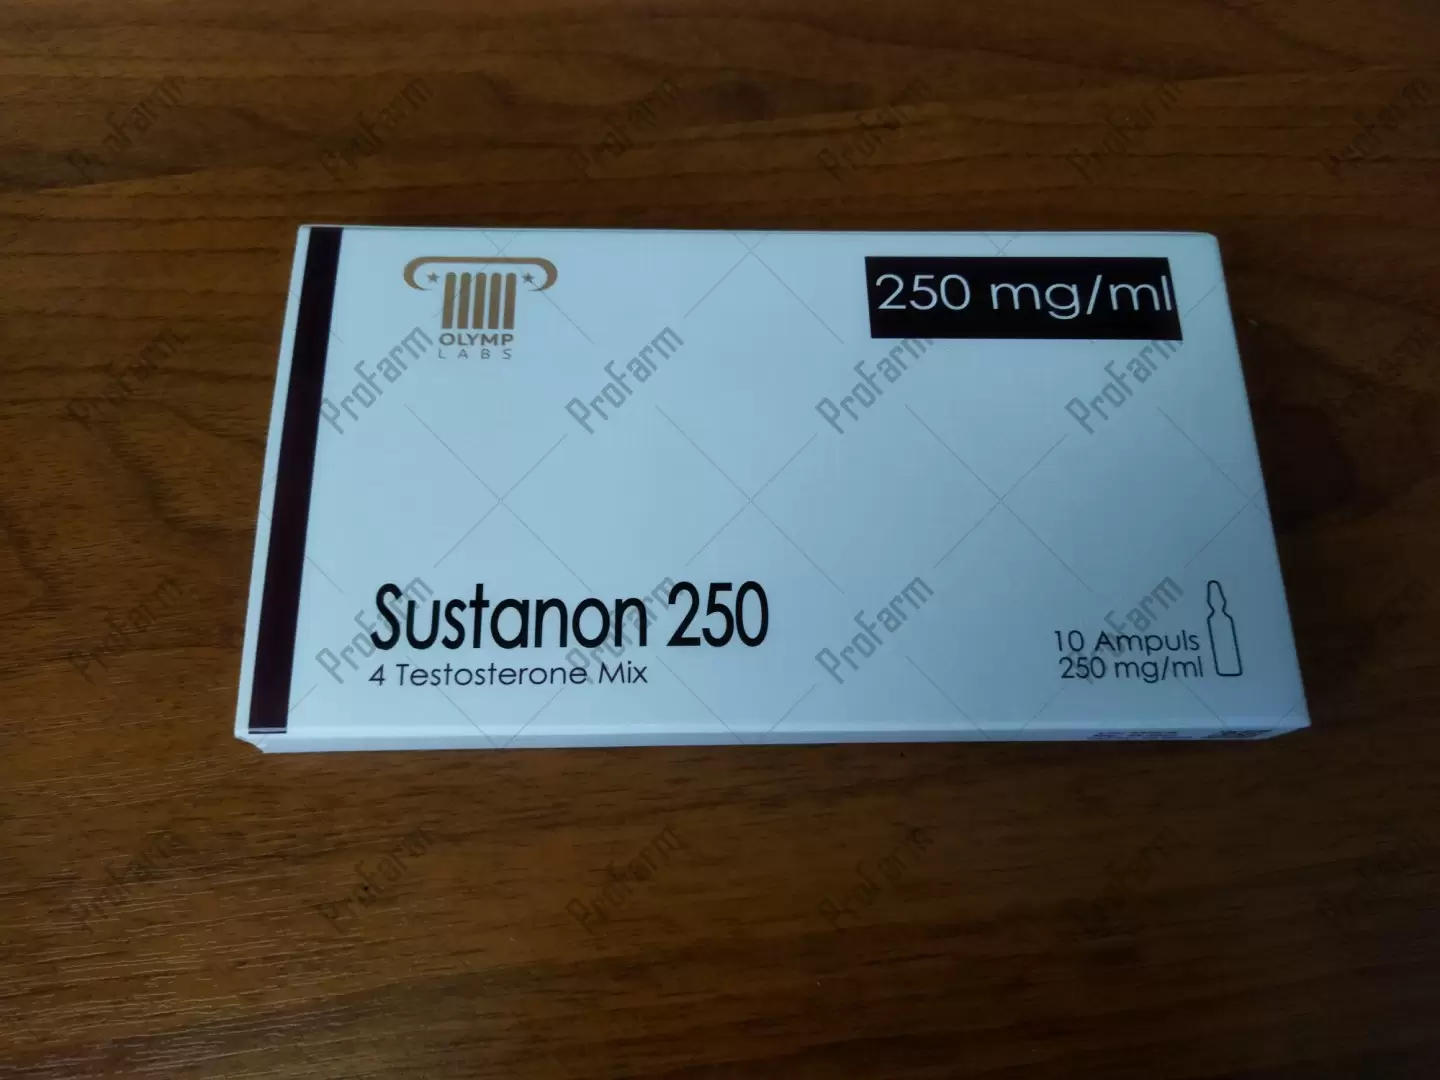 OLYMP
LABS
250 mg/ml
Sustanon 250
4 Testosterone Mix
10 Ampuls
250 mg/ml
ProFarm